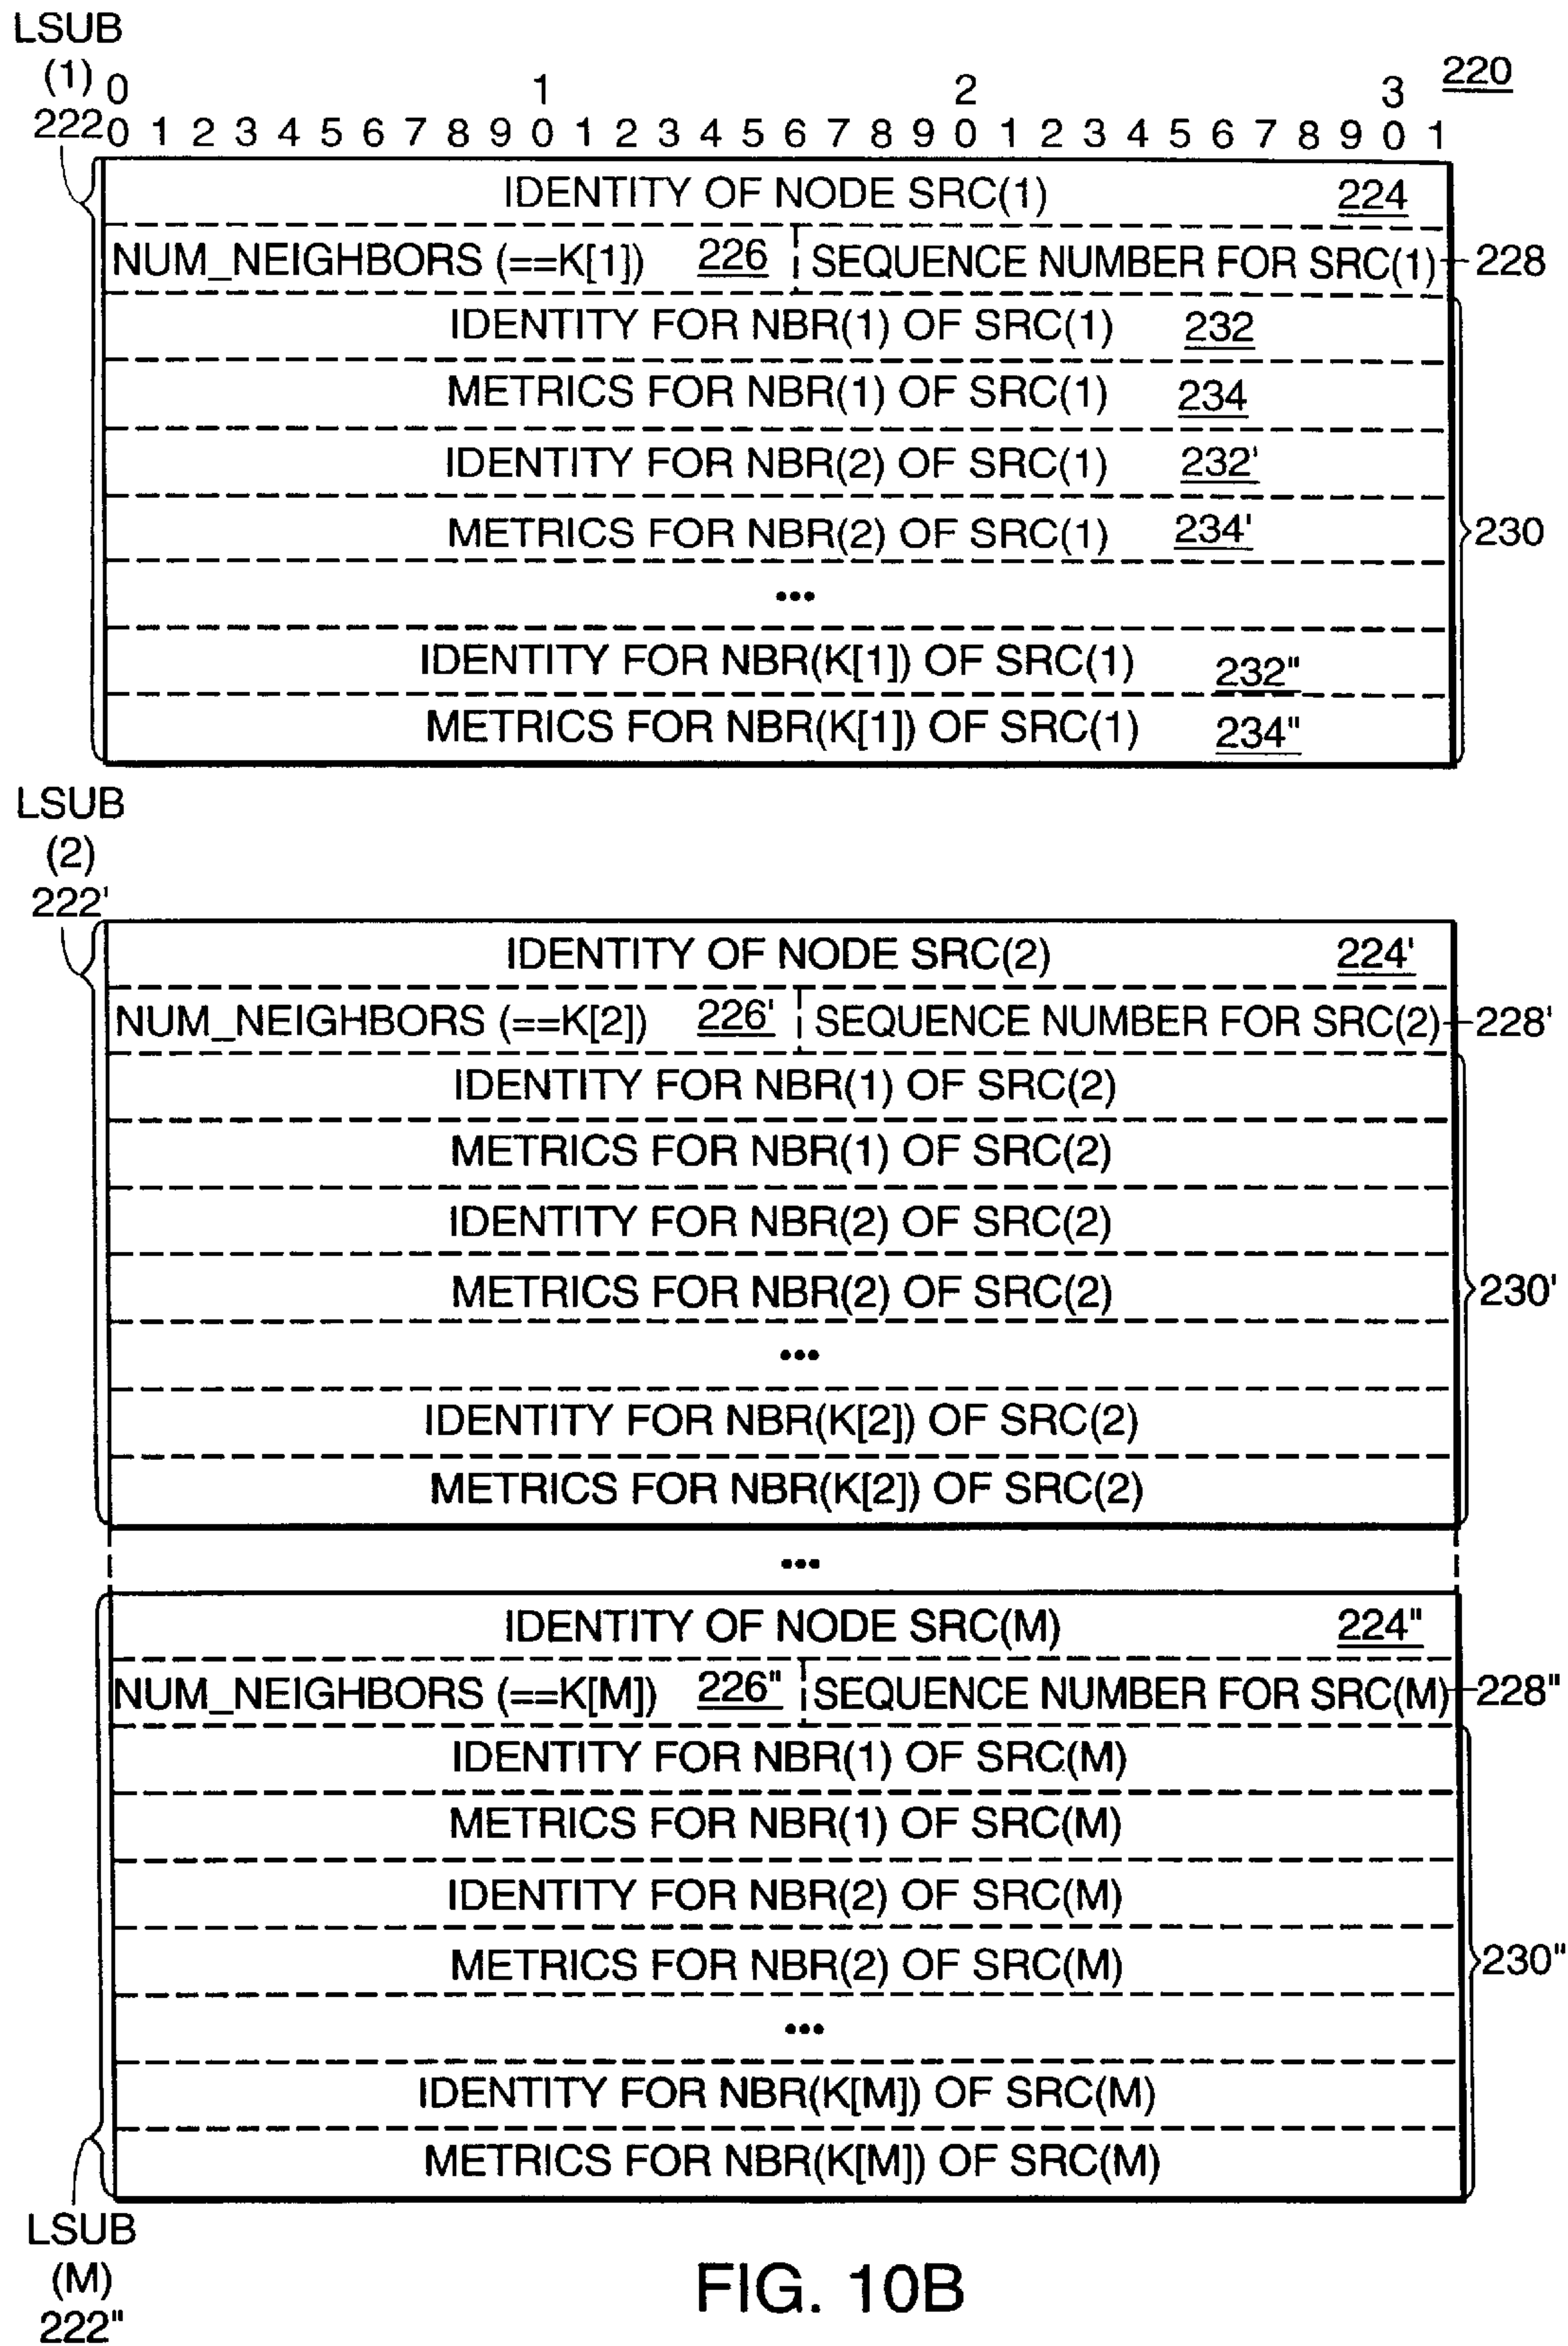 LSUB
(1) 0 1 2 3 220
222 0 1 2 3 4 5 6 7 8 9 0 1 2 3 4 5 6 7 8 9 0 1 2 3 4 5 6 7 8 9 0 1
IDENTITY OF NODE SRC(1) 224
NUM_NEIGHBORS (==K[1]) 226 SEQUENCE NUMBER FOR SRC(1) 228
IDENTITY FOR NBR(1) OF SRC(1) 232
METRICS FOR NBR(1) OF SRC(1) 234
IDENTITY FOR NBR(2) OF SRC(1) 232'
METRICS FOR NBR(2) OF SRC(1) 234' 230
•••
IDENTITY FOR NBR(K[1]) OF SRC(1) 232"
METRICS FOR NBR(K[1]) OF SRC(1) 234"
LSUB
(2)
222'
IDENTITY OF NODE SRC(2) 224'
NUM_NEIGHBORS (==K[2]) 226' SEQUENCE NUMBER FOR SRC(2) 228'
IDENTITY FOR NBR(1) OF SRC(2)
METRICS FOR NBR(1) OF SRC(2)
IDENTITY FOR NBR(2) OF SRC(2)
METRICS FOR NBR(2) OF SRC(2) 230'
•••
IDENTITY FOR NBR(K[2]) OF SRC(2)
METRICS FOR NBR(K[2]) OF SRC(2)
•••
IDENTITY OF NODE SRC(M) 224"
NUM_NEIGHBORS (==K[M]) 226" SEQUENCE NUMBER FOR SRC(M) 228"
IDENTITY FOR NBR(1) OF SRC(M)
METRICS FOR NBR(1) OF SRC(M)
IDENTITY FOR NBR(2) OF SRC(M)
METRICS FOR NBR(2) OF SRC(M) 230"
•••
IDENTITY FOR NBR(K[M]) OF SRC(M)
METRICS FOR NBR(K[M]) OF SRC(M)
LSUB
(M)
222"
FIG. 10B